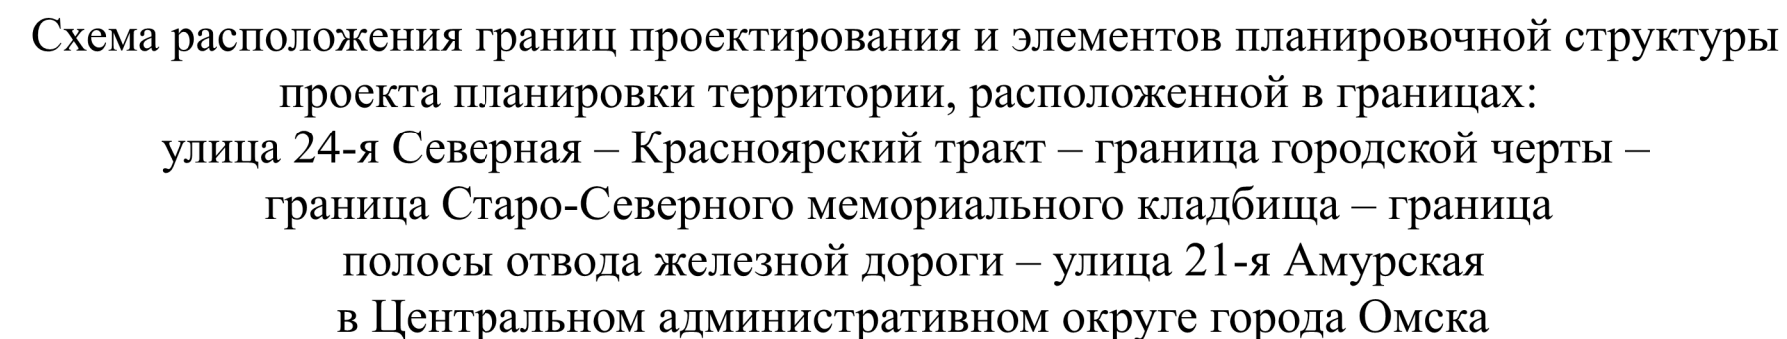 Схема расположения границ проектирования и элементов планировочной структуры
проекта планировки территории, расположенной в границах:
улица 24-я Северная – Красноярский тракт – граница городской черты –
граница Старо-Северного мемориального кладбища – граница
полосы отвода железной дороги – улица 21-я Амурская
в Центральном административном округе города Омска